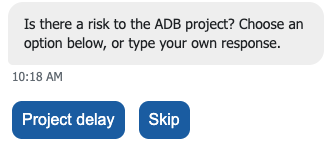 Is there a risk to the ADB project? Choose an
option below, or type your own response.
10:18 AM
Project delay
Skip